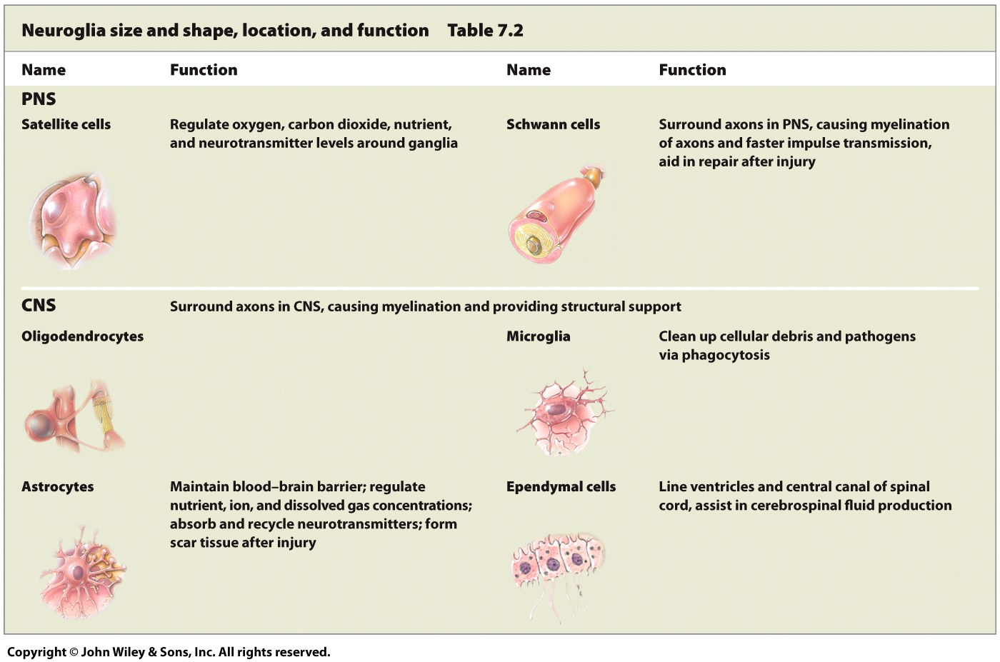 Neuroglia size and shape, location, and function Table 7.2
Name Function Name Function
PNS
Satellite cells
Regulate oxygen, carbon dioxide, nutrient,
and neurotransmitter levels around ganglia
Schwann cells
Surround axons in PNS, causing myelination
of axons and faster impulse transmission,
aid in repair after injury
CNS
Surround axons in CNS, causing myelination and providing structural support
Oligodendrocytes
Microglia
Clean up cellular debris and pathogens
via phagocytosis
Astrocytes
Maintain blood–brain barrier; regulate
nutrient, ion, and dissolved gas concentrations;
absorb and recycle neurotransmitters; form
scar tissue after injury
Ependymal cells
Line ventricles and central canal of spinal
cord, assist in cerebrospinal fluid production
Copyright © John Wiley & Sons, Inc. All rights reserved.